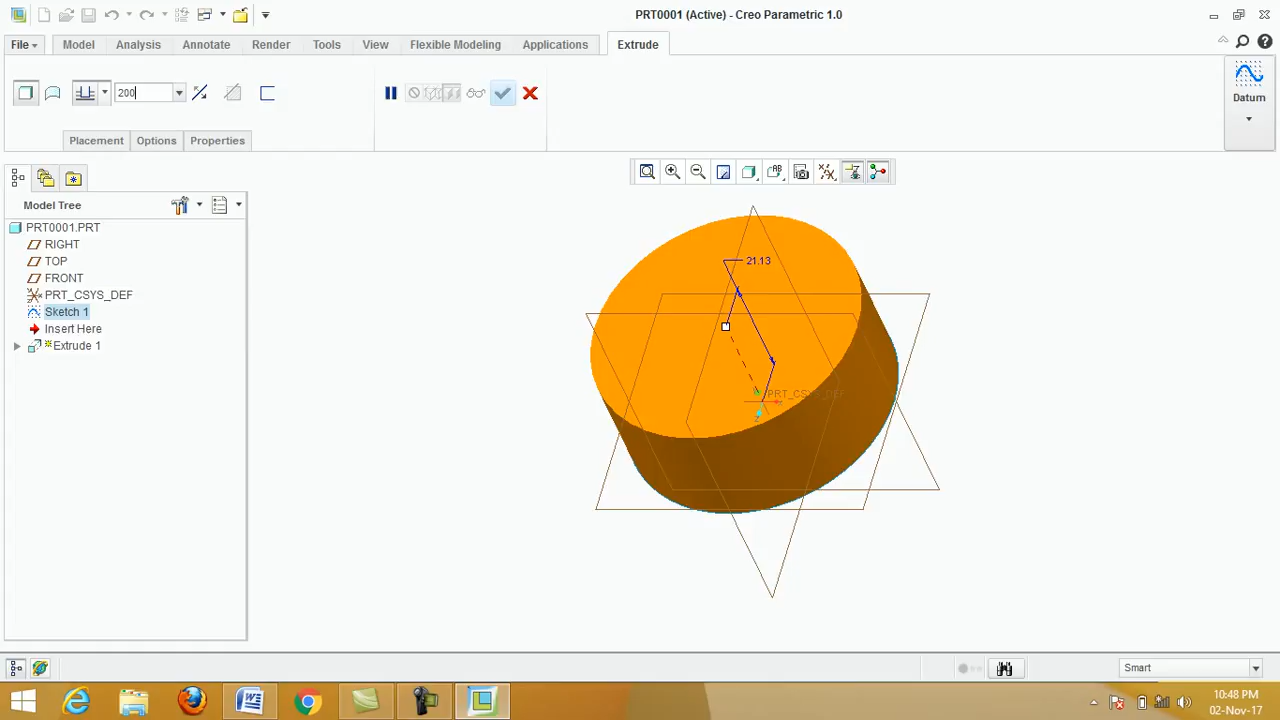 PRT0001 (Active) - Creo Parametric 1.0
File Model Analysis Annotate Render Tools View Flexible Modeling Applications Extrude
200
Datum
Placement Options Properties
Model Tree
PRT0001.PRT
RIGHT
TOP
FRONT
PRT_CSYS_DEF
Sketch 1
Insert Here
Extrude 1
21.13
PRT_CSYS_DEF
Z
Smart
10:48 PM
02-Nov-17